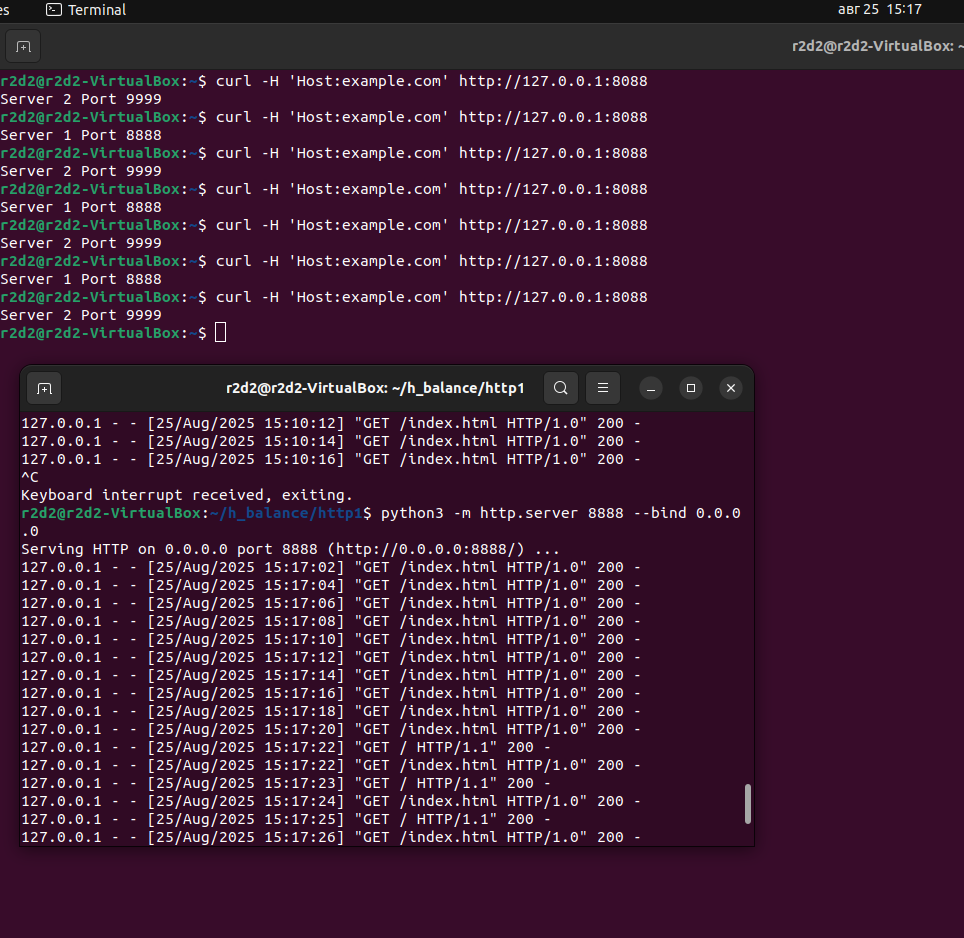 es Terminal авг 25 15:17
r2d2@r2d2-VirtualBox: ~
r2d2@r2d2-VirtualBox:~$ curl -H 'Host:example.com' http://127.0.0.1:8088
Server 2 Port 9999
r2d2@r2d2-VirtualBox:~$ curl -H 'Host:example.com' http://127.0.0.1:8088
Server 1 Port 8888
r2d2@r2d2-VirtualBox:~$ curl -H 'Host:example.com' http://127.0.0.1:8088
Server 2 Port 9999
r2d2@r2d2-VirtualBox:~$ curl -H 'Host:example.com' http://127.0.0.1:8088
Server 1 Port 8888
r2d2@r2d2-VirtualBox:~$ curl -H 'Host:example.com' http://127.0.0.1:8088
Server 2 Port 9999
r2d2@r2d2-VirtualBox:~$ curl -H 'Host:example.com' http://127.0.0.1:8088
Server 1 Port 8888
r2d2@r2d2-VirtualBox:~$ curl -H 'Host:example.com' http://127.0.0.1:8088
Server 2 Port 9999
r2d2@r2d2-VirtualBox:~$
r2d2@r2d2-VirtualBox: ~/h_balance/http1
127.0.0.1 - - [25/Aug/2025 15:10:12] "GET /index.html HTTP/1.0" 200 -
127.0.0.1 - - [25/Aug/2025 15:10:14] "GET /index.html HTTP/1.0" 200 -
127.0.0.1 - - [25/Aug/2025 15:10:16] "GET /index.html HTTP/1.0" 200 -
^C
Keyboard interrupt received, exiting.
r2d2@r2d2-VirtualBox:~/h_balance/http1$ python3 -m http.server 8888 --bind 0.0.0
.0
Serving HTTP on 0.0.0.0 port 8888 (http://0.0.0.0:8888/) ...
127.0.0.1 - - [25/Aug/2025 15:17:02] "GET /index.html HTTP/1.0" 200 -
127.0.0.1 - - [25/Aug/2025 15:17:04] "GET /index.html HTTP/1.0" 200 -
127.0.0.1 - - [25/Aug/2025 15:17:06] "GET /index.html HTTP/1.0" 200 -
127.0.0.1 - - [25/Aug/2025 15:17:08] "GET /index.html HTTP/1.0" 200 -
127.0.0.1 - - [25/Aug/2025 15:17:10] "GET /index.html HTTP/1.0" 200 -
127.0.0.1 - - [25/Aug/2025 15:17:12] "GET /index.html HTTP/1.0" 200 -
127.0.0.1 - - [25/Aug/2025 15:17:14] "GET /index.html HTTP/1.0" 200 -
127.0.0.1 - - [25/Aug/2025 15:17:16] "GET /index.html HTTP/1.0" 200 -
127.0.0.1 - - [25/Aug/2025 15:17:18] "GET /index.html HTTP/1.0" 200 -
127.0.0.1 - - [25/Aug/2025 15:17:20] "GET /index.html HTTP/1.0" 200 -
127.0.0.1 - - [25/Aug/2025 15:17:22] "GET / HTTP/1.1" 200 -
127.0.0.1 - - [25/Aug/2025 15:17:22] "GET /index.html HTTP/1.0" 200 -
127.0.0.1 - - [25/Aug/2025 15:17:23] "GET / HTTP/1.1" 200 -
127.0.0.1 - - [25/Aug/2025 15:17:24] "GET /index.html HTTP/1.0" 200 -
127.0.0.1 - - [25/Aug/2025 15:17:25] "GET / HTTP/1.1" 200 -
127.0.0.1 - - [25/Aug/2025 15:17:26] "GET /index.html HTTP/1.0" 200 -